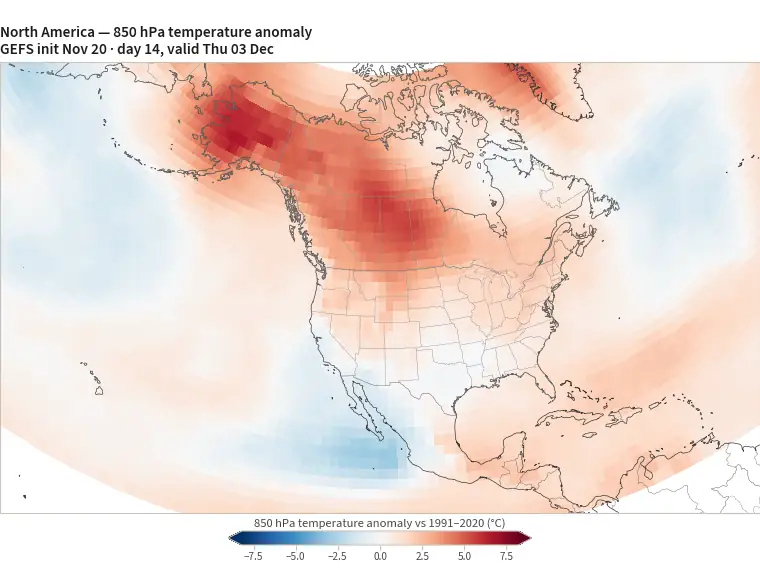 North America — 850 hPa temperature anomaly
GEFS init Nov 20 · day 14, valid Thu 03 Dec
850 hPa temperature anomaly vs 1991–2020 (°C)
−7.5 −5.0 −2.5 0.0 2.5 5.0 7.5